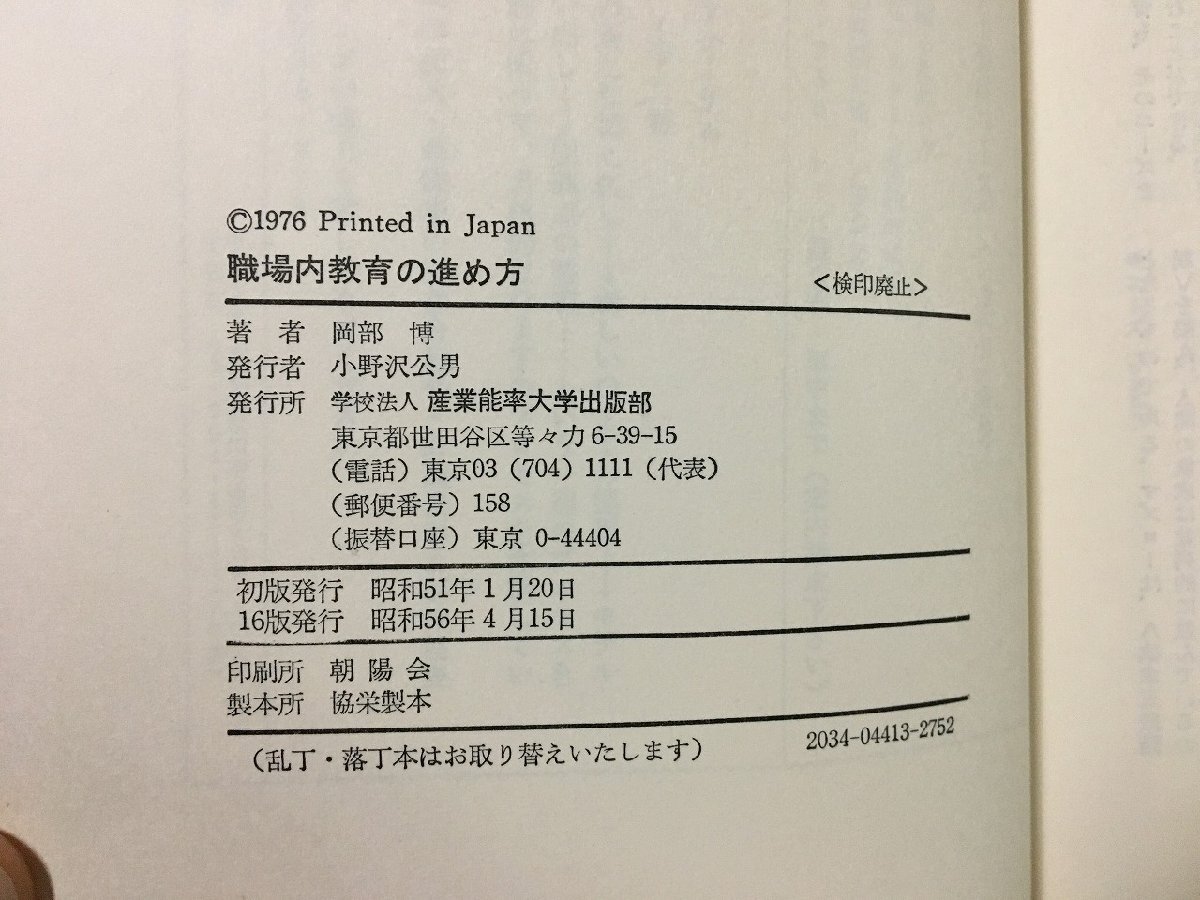 ©1976 Printed in Japan
職場内教育の進め方 <検印廃止>
著者 岡部 博
発行者 小野沢公男
発行所 学校法人 産業能率大学出版部
東京都世田谷区等々力6-39-15
(電話) 東京03 (704) 1111 (代表)
(郵便番号) 158
(振替口座) 東京 0-44404
初版発行 昭和51年1月20日
16版発行 昭和56年4月15日
印刷所 朝陽会
製本所 協栄製本
(乱丁・落丁本はお取り替えいたします) 2034-04413-2752